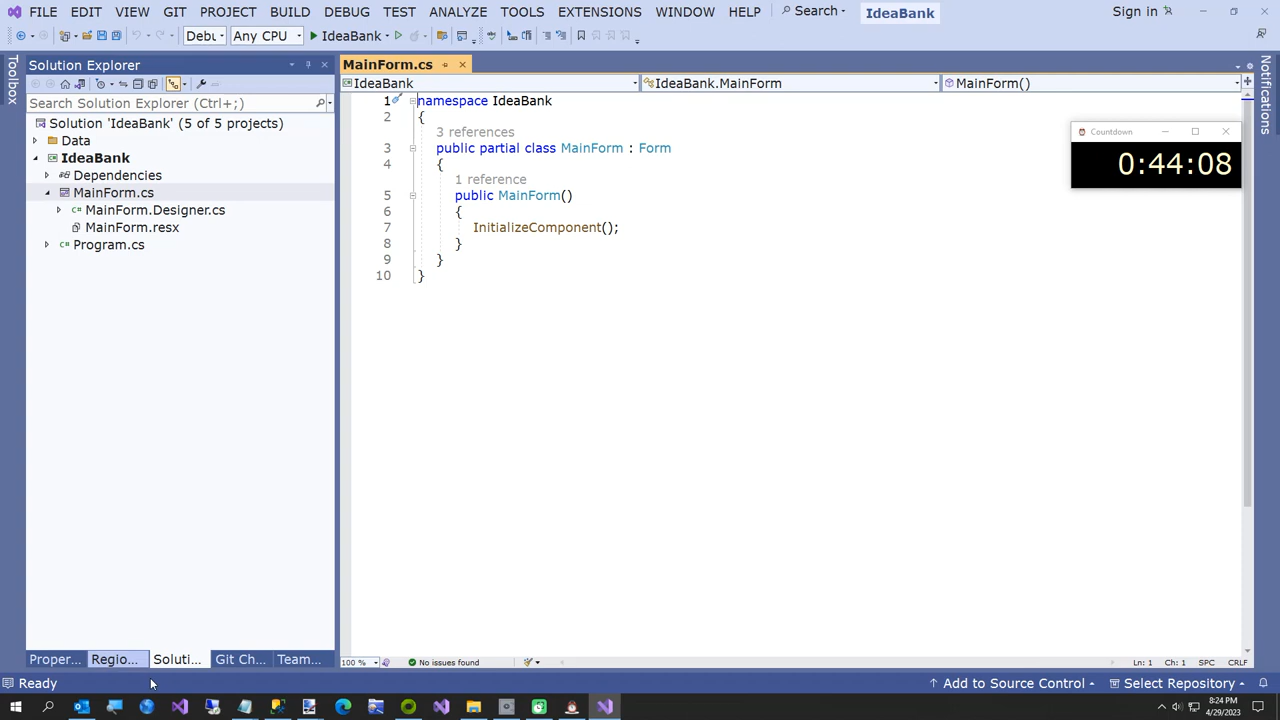 FILE EDIT VIEW GIT PROJECT BUILD DEBUG TEST ANALYZE TOOLS EXTENSIONS WINDOW HELP Search IdeaBank Sign in
Debu Any CPU IdeaBank
Toolbox
Solution Explorer
Search Solution Explorer (Ctrl+;)
Solution 'IdeaBank' (5 of 5 projects)
Data
IdeaBank
Dependencies
MainForm.cs
MainForm.Designer.cs
MainForm.resx
Program.cs
Proper... Regio... Soluti... Git Ch... Team...
MainForm.cs
IdeaBank IdeaBank.MainForm MainForm()
1 namespace IdeaBank
2 {
3 references
3 public partial class MainForm : Form
4 {
1 reference
5 public MainForm()
6 {
7 InitializeComponent();
8 }
9 }
10 }
Countdown
0:44:08
Notifications
100 % No issues found Ln: 1 Ch: 1 SPC CRLF
Ready Add to Source Control Select Repository
8:24 PM
4/29/2023